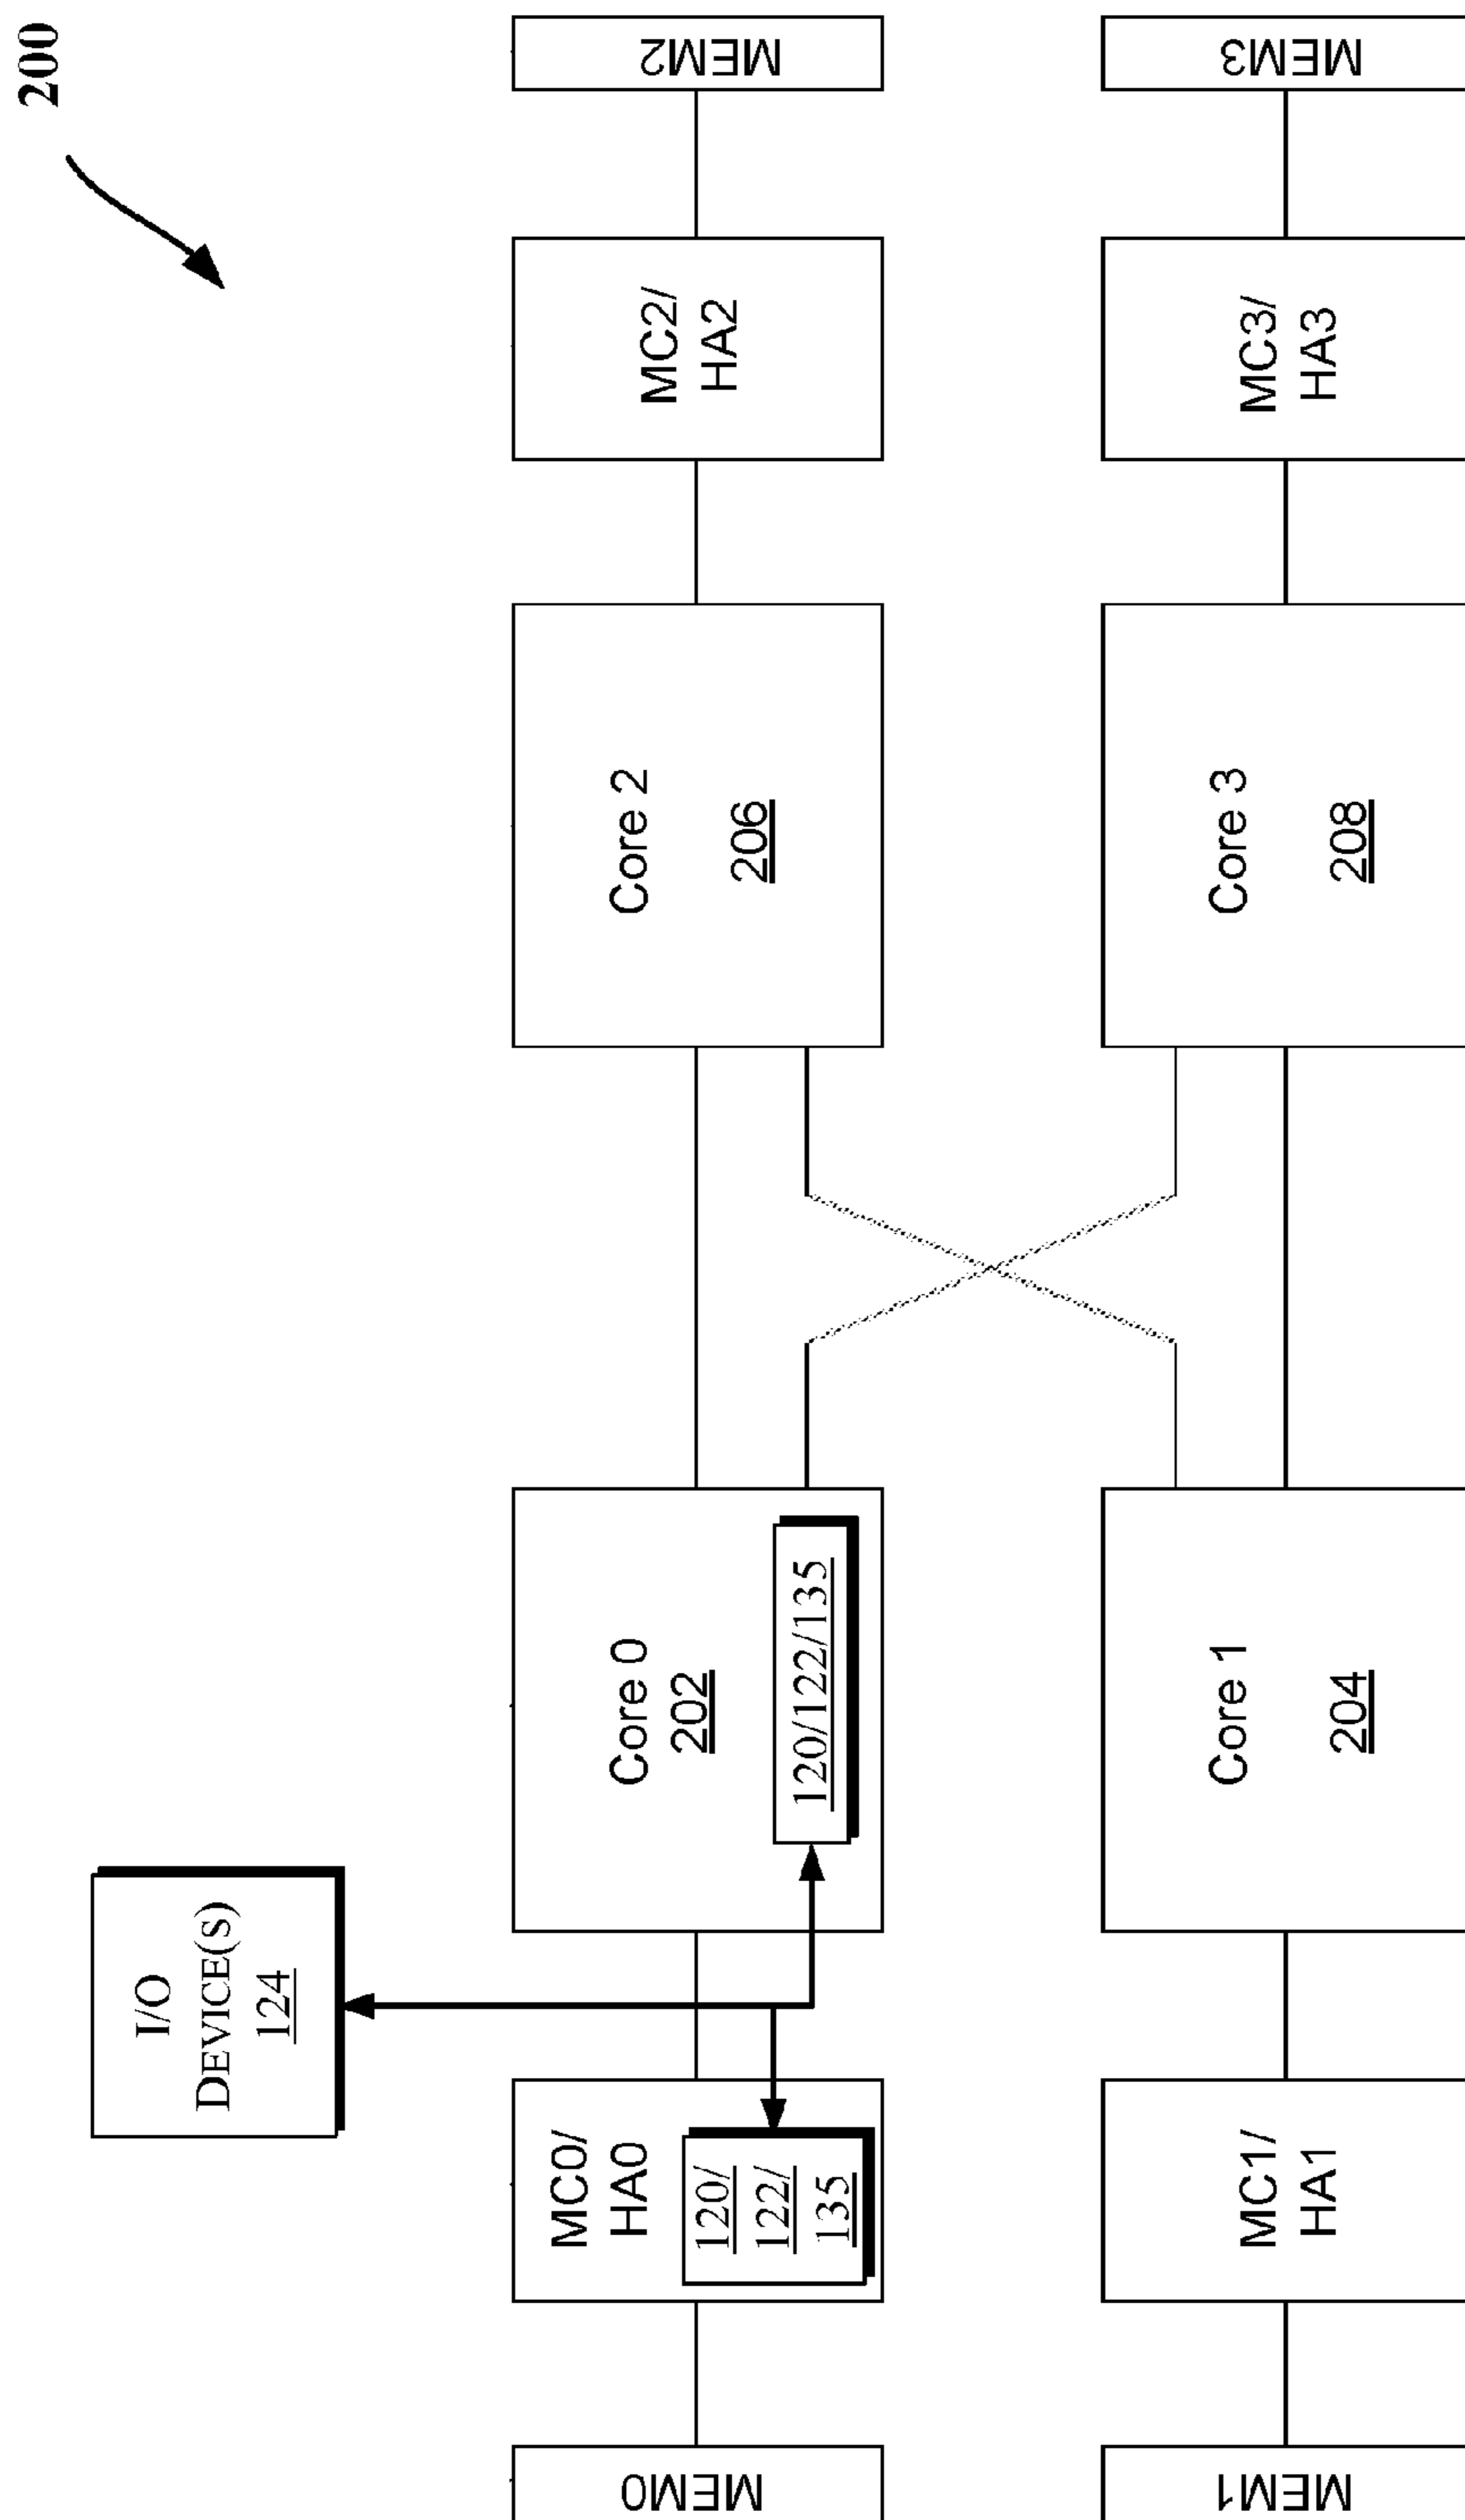 200
I/O
DEVICE(S)
124
MEM0
MC0/
HA0
120/
122/
135
Core 0
202
120/122/135
Core 2
206
MC2/
HA2
MEM2
MEM1
MC1/
HA1
Core 1
204
Core 3
208
MC3/
HA3
MEM3